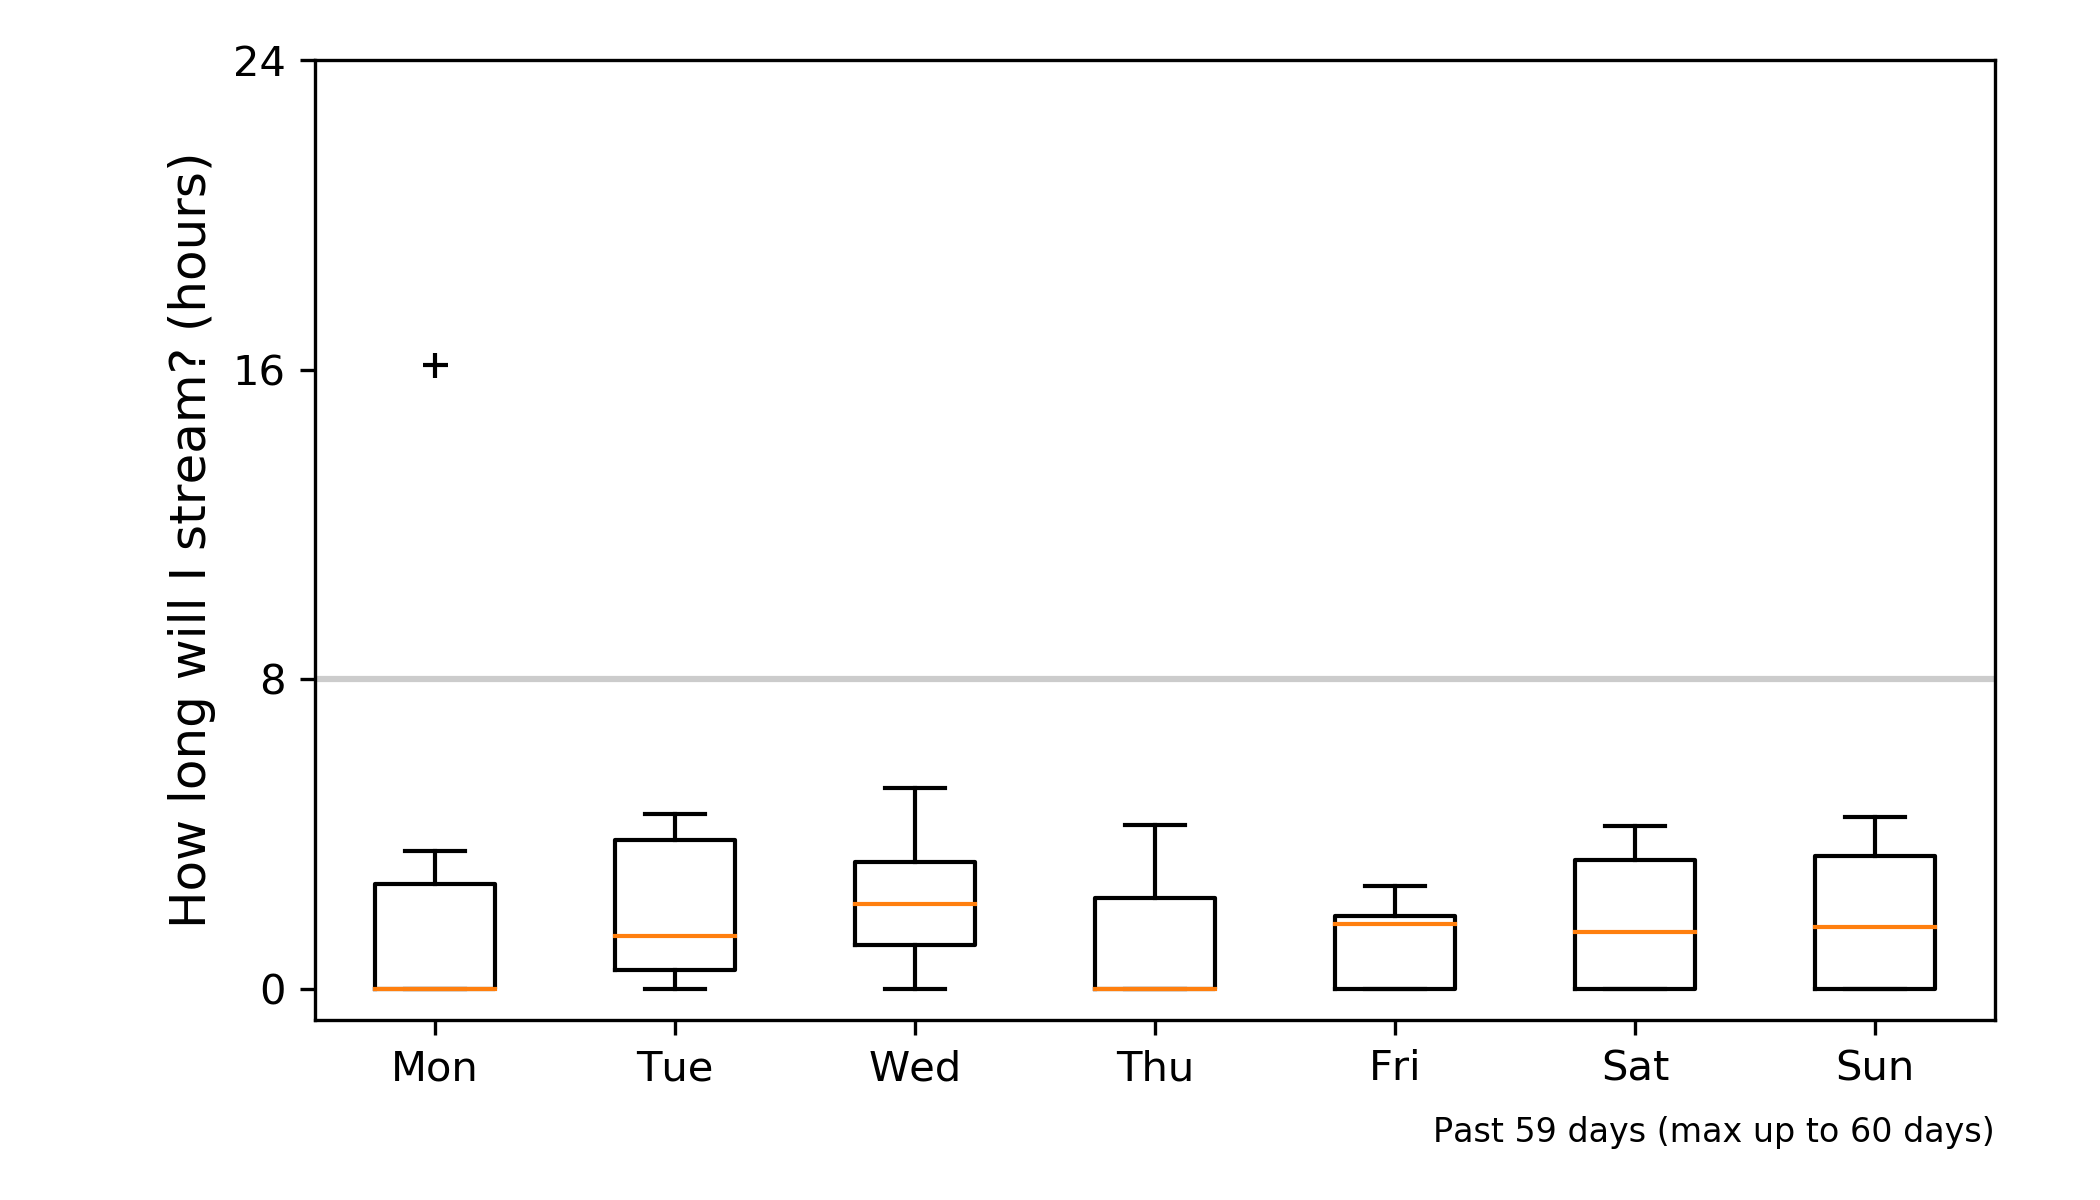 How long will I stream? (hours)
24
16
8
0
Mon Tue Wed Thu Fri Sat Sun
Past 59 days (max up to 60 days)